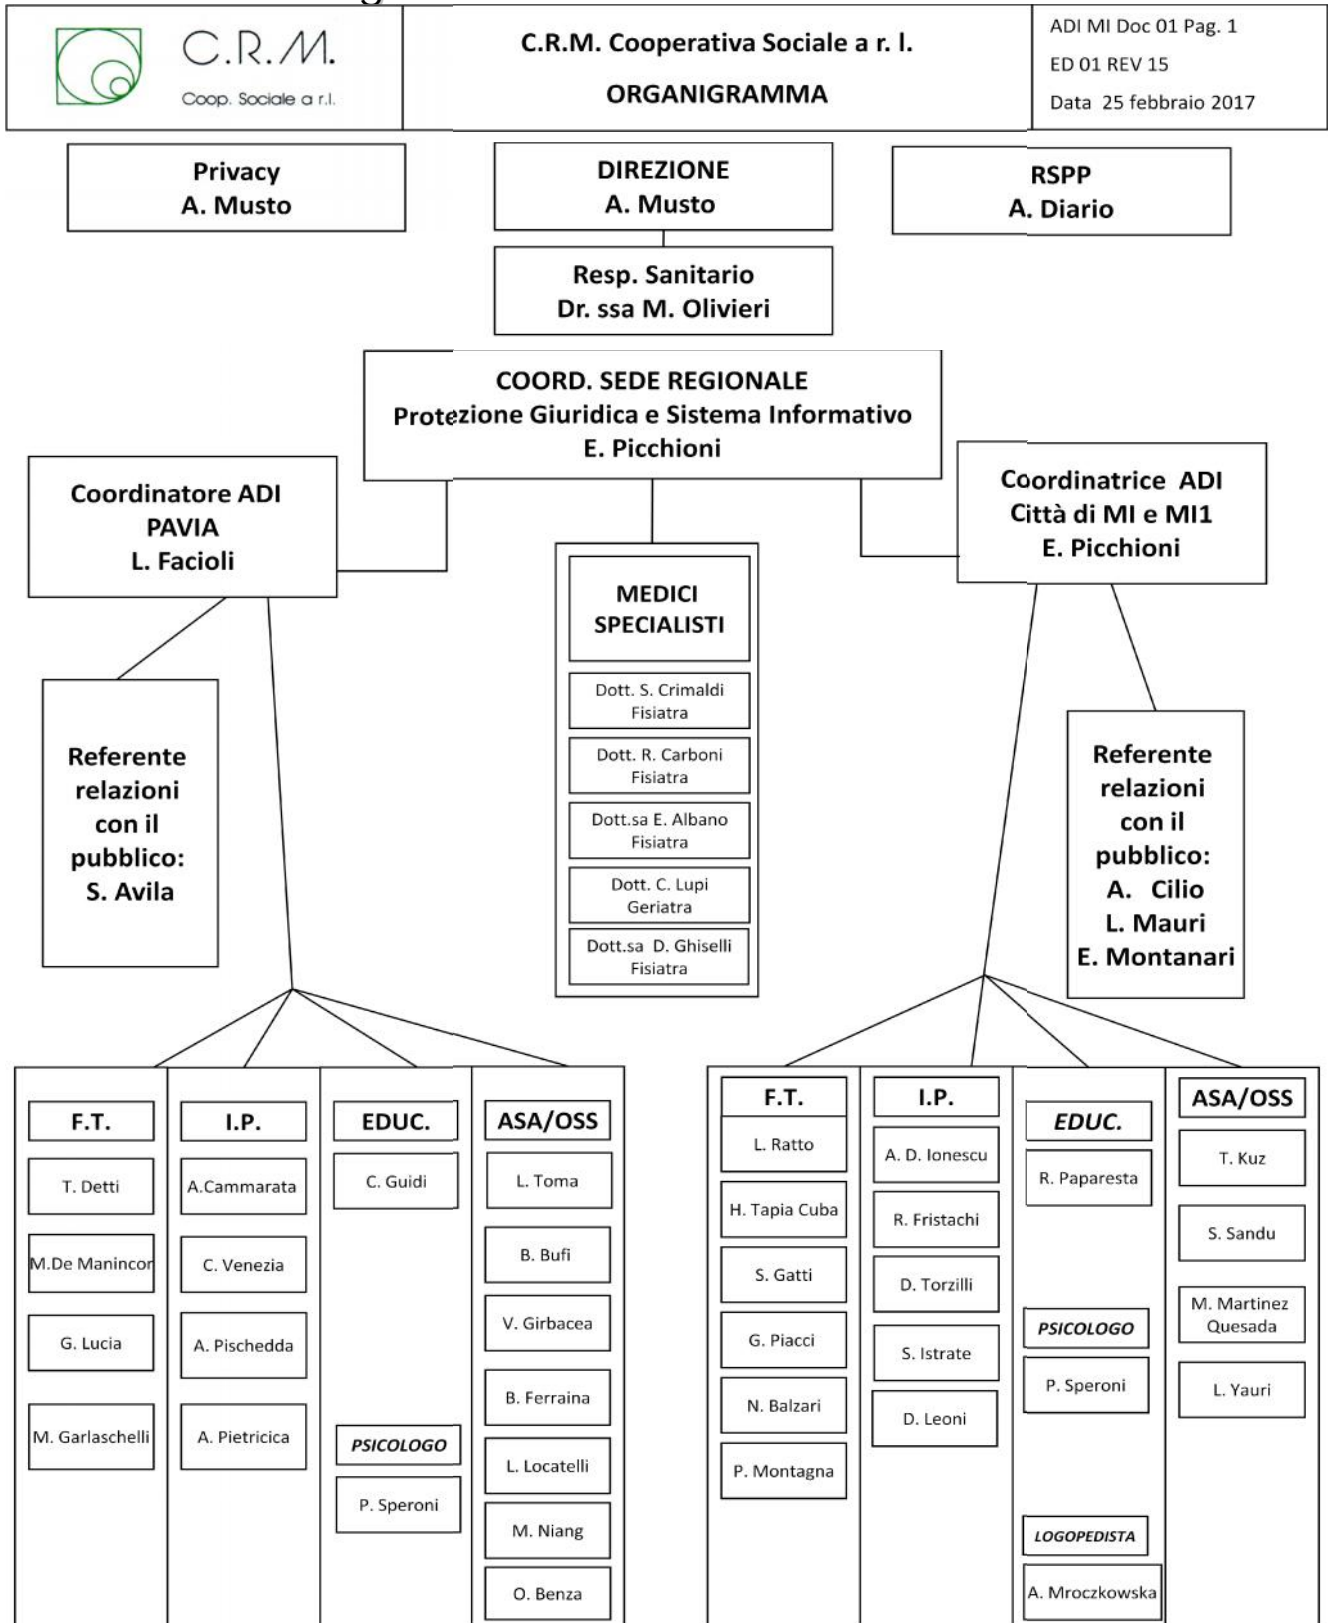 C.R.M.
Coop. Sociale a r.l.
C.R.M. Cooperativa Sociale a r. l.
ORGANIGRAMMA
ADI MI Doc 01 Pag. 1
ED 01 REV 15
Data 25 febbraio 2017
Privacy
A. Musto
DIREZIONE
A. Musto
RSPP
A. Diario
Resp. Sanitario
Dr. ssa M. Olivieri
COORD. SEDE REGIONALE
Protezione Giuridica e Sistema Informativo
E. Picchioni
Coordinatore ADI
PAVIA
L. Facioli
Coordinatrice ADI
Città di MI e MI1
E. Picchioni
MEDICI
SPECIALISTI
Dott. S. Crimaldi
Fisiatra
Dott. R. Carboni
Fisiatra
Dott.sa E. Albano
Fisiatra
Dott. C. Lupi
Geriatra
Dott.sa D. Ghiselli
Fisiatra
Referente
relazioni
con il
pubblico:
S. Avila
Referente
relazioni
con il
pubblico:
A. Cilio
L. Mauri
E. Montanari
F.T.
T. Detti
M.De Manincor
G. Lucia
M. Garlaschelli
I.P.
A.Cammarata
C. Venezia
A. Pischedda
A. Pietricica
EDUC.
C. Guidi
PSICOLOGO
P. Speroni
ASA/OSS
L. Toma
B. Bufi
V. Girbacea
B. Ferraina
L. Locatelli
M. Niang
O. Benza
F.T.
L. Ratto
H. Tapia Cuba
S. Gatti
G. Piacci
N. Balzari
P. Montagna
I.P.
A. D. Ionescu
R. Fristachi
D. Torzilli
S. Istrate
D. Leoni
EDUC.
R. Paparesta
PSICOLOGO
P. Speroni
LOGOPEDISTA
A. Mroczkowska
ASA/OSS
T. Kuz
S. Sandu
M. Martinez
Quesada
L. Yauri